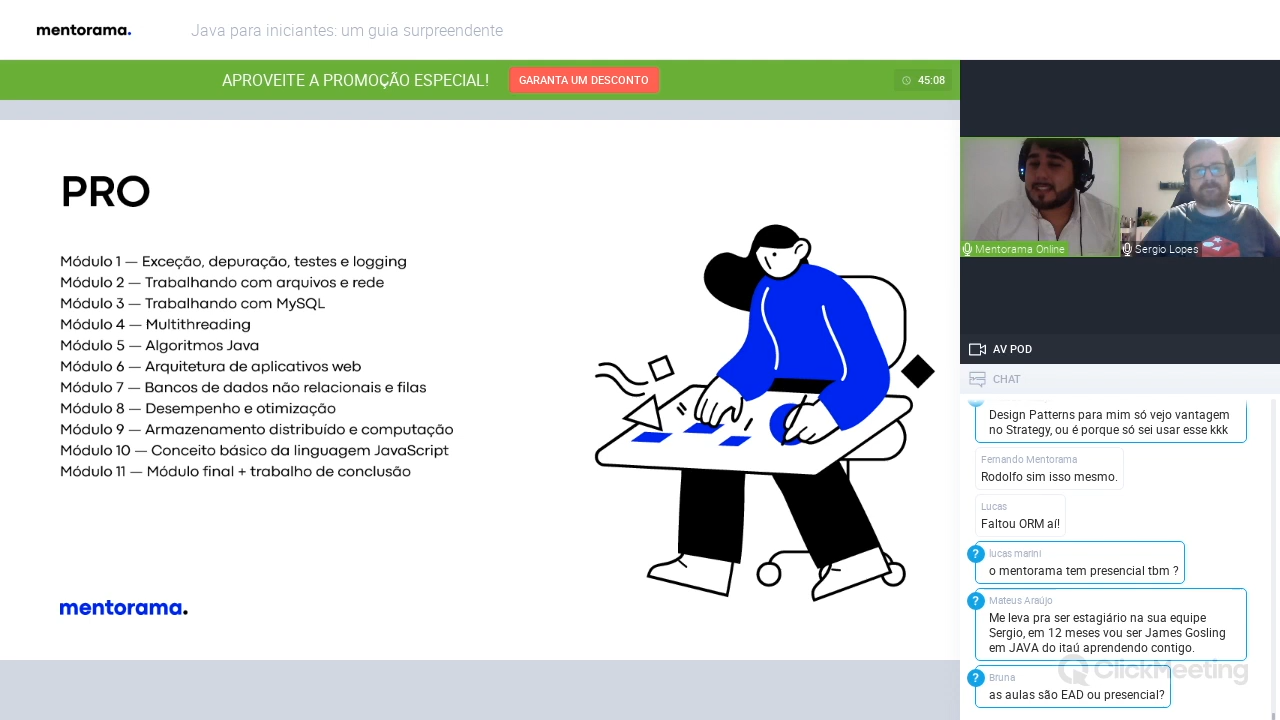 mentorama.
Java para iniciantes: um guia surpreendente
APROVEITE A PROMOÇÃO ESPECIAL!
GARANTA UM DESCONTO
45:08
PRO
Módulo 1 — Exceção, depuração, testes e logging
Módulo 2 — Trabalhando com arquivos e rede
Módulo 3 — Trabalhando com MySQL
Módulo 4 — Multithreading
Módulo 5 — Algoritmos Java
Módulo 6 — Arquitetura de aplicativos web
Módulo 7 — Bancos de dados não relacionais e filas
Módulo 8 — Desempenho e otimização
Módulo 9 — Armazenamento distribuído e computação
Módulo 10 — Conceito básico da linguagem JavaScript
Módulo 11 — Módulo final + trabalho de conclusão
mentorama.
Mentorama Online
Sergio Lopes
AV POD
CHAT
Design Patterns para mim só vejo vantagem
no Strategy, ou é porque só sei usar esse kkk
Fernando Mentorama
Rodolfo sim isso mesmo.
Lucas
Faltou ORM aí!
?
lucas marini
o mentorama tem presencial tbm ?
?
Mateus Araújo
Me leva pra ser estagiário na sua equipe
Sergio, em 12 meses vou ser James Gosling
em JAVA do itaú aprendendo contigo.
ClickMeeting
?
Bruna
as aulas são EAD ou presencial?